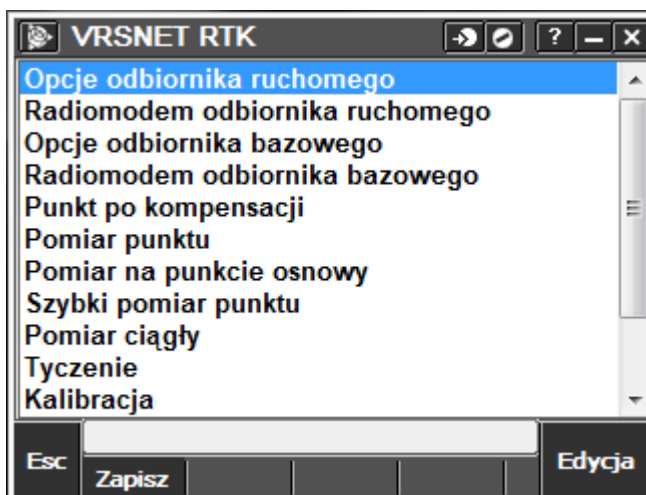 VRSNET RTK
?
Opcje odbiornika ruchomego
Radiomodem odbiornika ruchomego
Opcje odbiornika bazowego
Radiomodem odbiornika bazowego
Punkt po kompensacji
Pomiar punktu
Pomiar na punkcie osnowy
Szybki pomiar punktu
Pomiar ciągły
Tyczenie
Kalibracja
Esc
Zapisz
Edycja